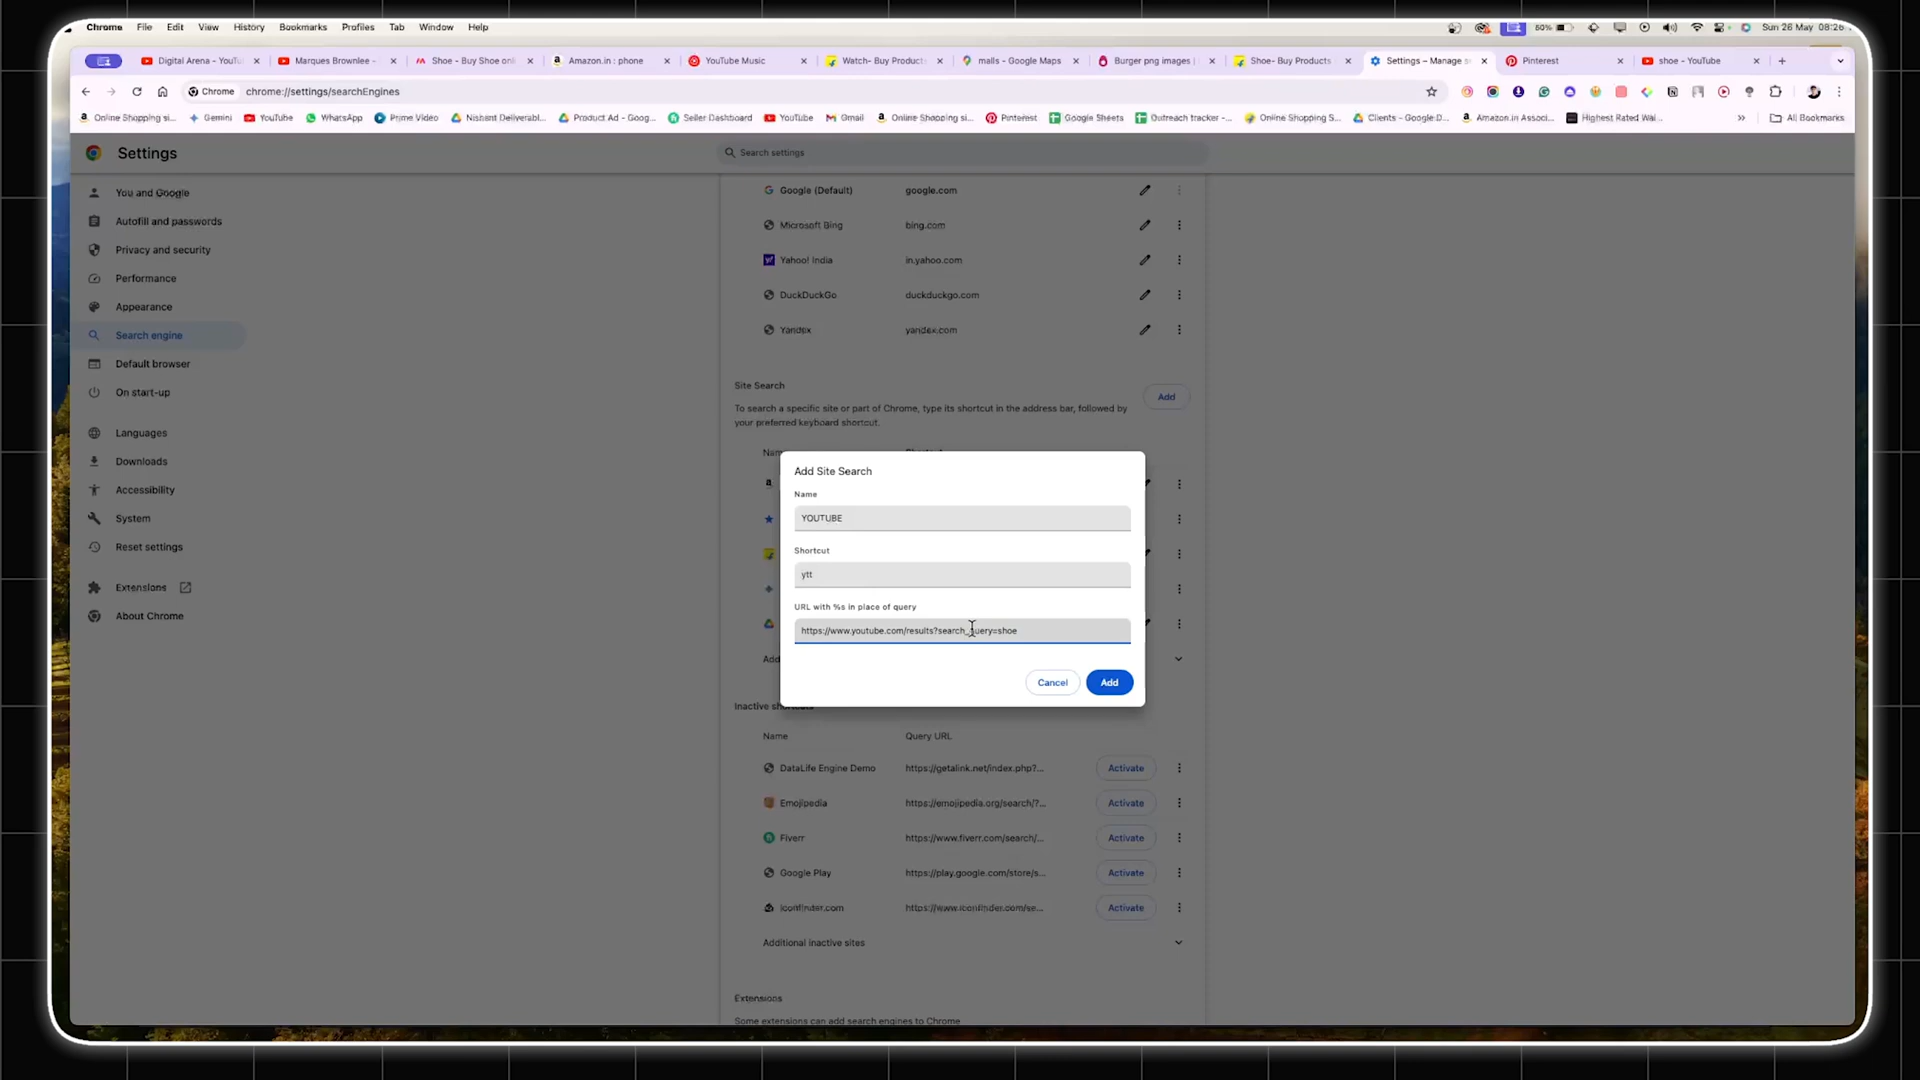 Chrome File Edit View History Bookmarks Profiles Tab Window Help 80% Sun 26 May 08:26
Digital Arena - YouTu Marques Brownlee - Shoe - Buy Shoe onl Amazon.in : phone YouTube Music Watch- Buy Product malls - Google Maps Burger png images | Shoe- Buy Products Settings – Manage s Pinterest shoe - YouTube
Chrome chrome://settings/searchEngines
Online Shopping si... Gemini YouTube WhatsApp Prime Video Nishant Deliverabl... Product Ad - Goog... Seller Dashboard YouTube Gmail Online Shopping si... Pinterest Google Sheets Outreach tracker -... Online Shopping S... Clients - Google D... Amazon.in Associ... Highest Rated Wal... All Bookmarks
Settings
Search settings
You and Google
Autofill and passwords
Privacy and security
Performance
Appearance
Search engine
Default browser
On start-up
Languages
Downloads
Accessibility
System
Reset settings
Extensions
About Chrome
Google (Default) google.com
Microsoft Bing bing.com
Yahoo! India in.yahoo.com
DuckDuckGo duckduckgo.com
Yandex yandex.com
Site Search
Add
To search a specific site or part of Chrome, type its shortcut in the address bar, followed by
your preferred keyboard shortcut.
Add Site Search
Name
YOUTUBE
Shortcut
ytt
URL with %s in place of query
https://www.youtube.com/results?search_query=shoe
Cancel Add
Inactive shortcuts
Name Query URL
DataLife Engine Demo https://getalink.net/index.php?... Activate
Emojipedia https://emojipedia.org/search/?... Activate
Fiverr https://www.fiverr.com/search/... Activate
Google Play https://play.google.com/store/s... Activate
Iconfinder.com https://www.iconfinder.com/se... Activate
Additional inactive sites
Extensions
Some extensions can add search engines to Chrome